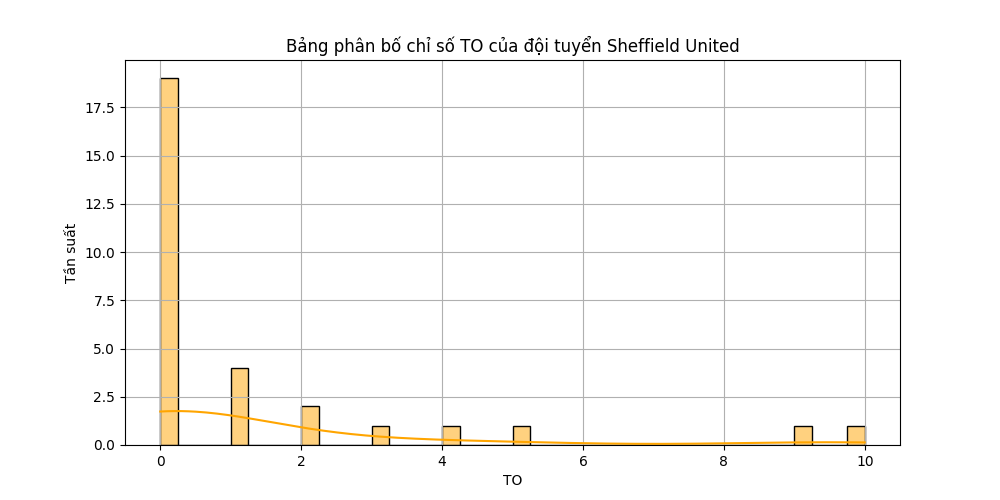 Bảng phân bố chỉ số TO của đội tuyển Sheffield United
17.5
15.0
12.5
10.0
7.5
5.0
2.5
0.0
Tần suất
0 2 4 6 8 10
TO